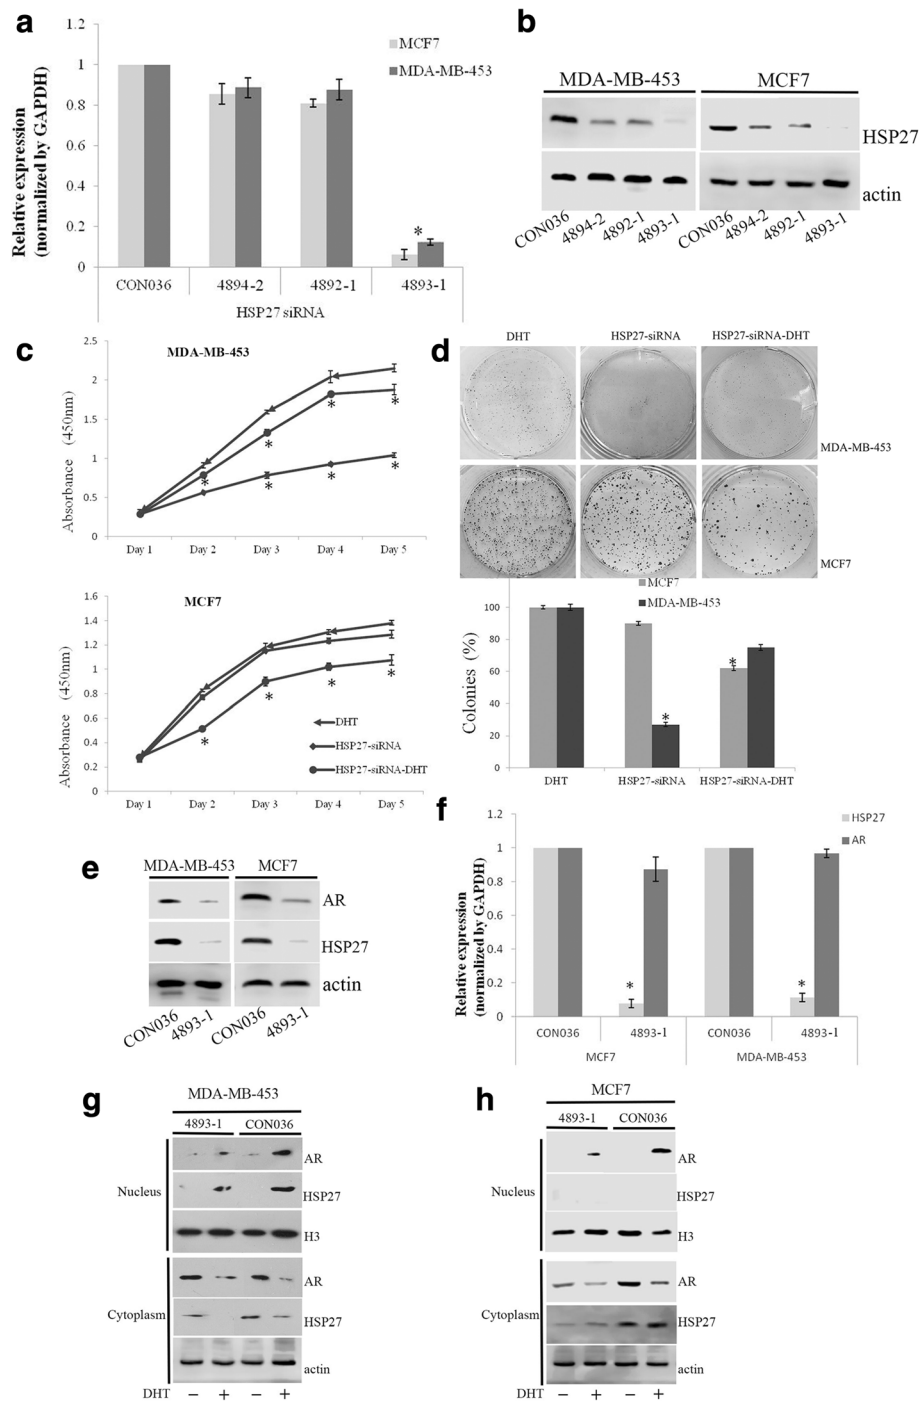 a
1.2
1
0.8
0.6
0.4
0.2
0
Relative expression
(normalized by GAPDH)
MCF7
MDA-MB-453
*
CON036 4894-2 4892-1 4893-1
HSP27 siRNA
b
MDA-MB-453 MCF7
HSP27
actin
CON036 4894-2 4892-1 4893-1 CON036 4894-2 4892-1 4893-1
c
MDA-MB-453
2.5
2
1.5
1
0.5
0
Absorbance (450nm)
* * * *
* * * *
Day 1 Day 2 Day 3 Day 4 Day 5
MCF7
1.6
1.4
1.2
1
0.8
0.6
0.4
0.2
0
Absorbance (450nm)
* * * *
DHT
HSP27-siRNA
HSP27-siRNA-DHT
Day 1 Day 2 Day 3 Day 4 Day 5
d
DHT HSP27-siRNA HSP27-siRNA-DHT
MDA-MB-453
MCF7
MCF7
MDA-MB-453
100
80
60
40
20
0
Colonies (%)
* *
DHT HSP27-siRNA HSP27-siRNA-DHT
e
MDA-MB-453 MCF7
AR
HSP27
actin
CON036 4893-1 CON036 4893-1
f
1.2
1
0.8
0.6
0.4
0.2
0
Relative expression
(normalized by GAPDH)
HSP27
AR
* *
CON036 4893-1 CON036 4893-1
MCF7 MDA-MB-453
g
MDA-MB-453
4893-1 CON036
Nucleus
AR
HSP27
H3
Cytoplasm
AR
HSP27
actin
DHT − + − +
h
MCF7
4893-1 CON036
Nucleus
AR
HSP27
H3
Cytoplasm
AR
HSP27
actin
DHT − + − +